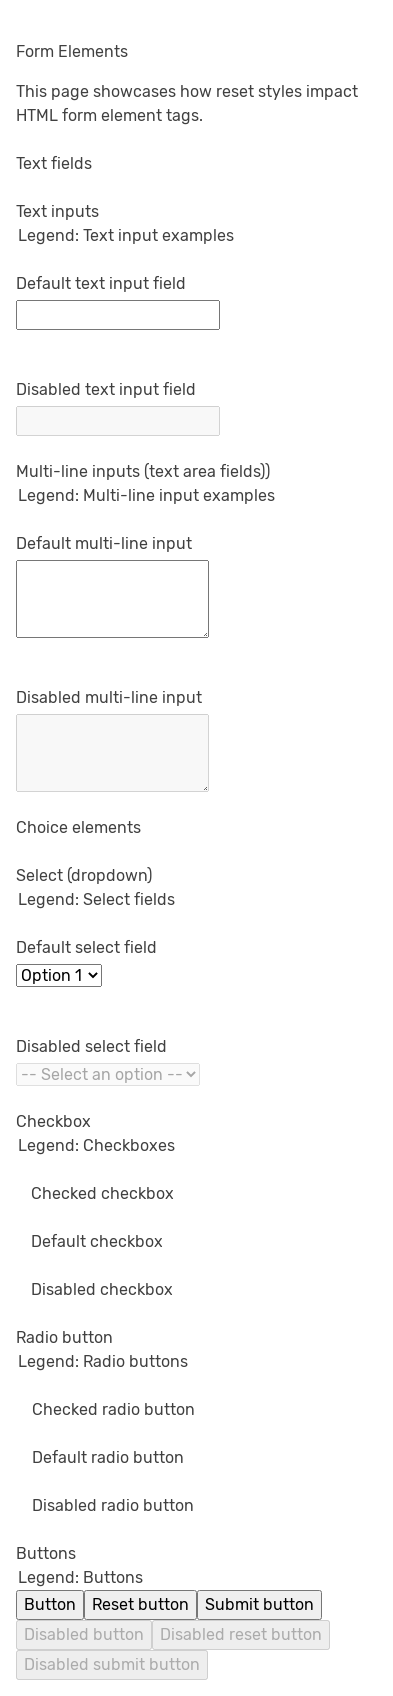 Form Elements
This page showcases how reset styles impact
HTML form element tags.
Text fields
Text inputs
Legend: Text input examples
Default text input field
Disabled text input field
Multi-line inputs (text area fields))
Legend: Multi-line input examples
Default multi-line input
Disabled multi-line input
Choice elements
Select (dropdown)
Legend: Select fields
Default select field
Option 1
Disabled select field
-- Select an option --
Checkbox
Legend: Checkboxes
Checked checkbox
Default checkbox
Disabled checkbox
Radio button
Legend: Radio buttons
Checked radio button
Default radio button
Disabled radio button
Buttons
Legend: Buttons
Button Reset button Submit button
Disabled button Disabled reset button
Disabled submit button